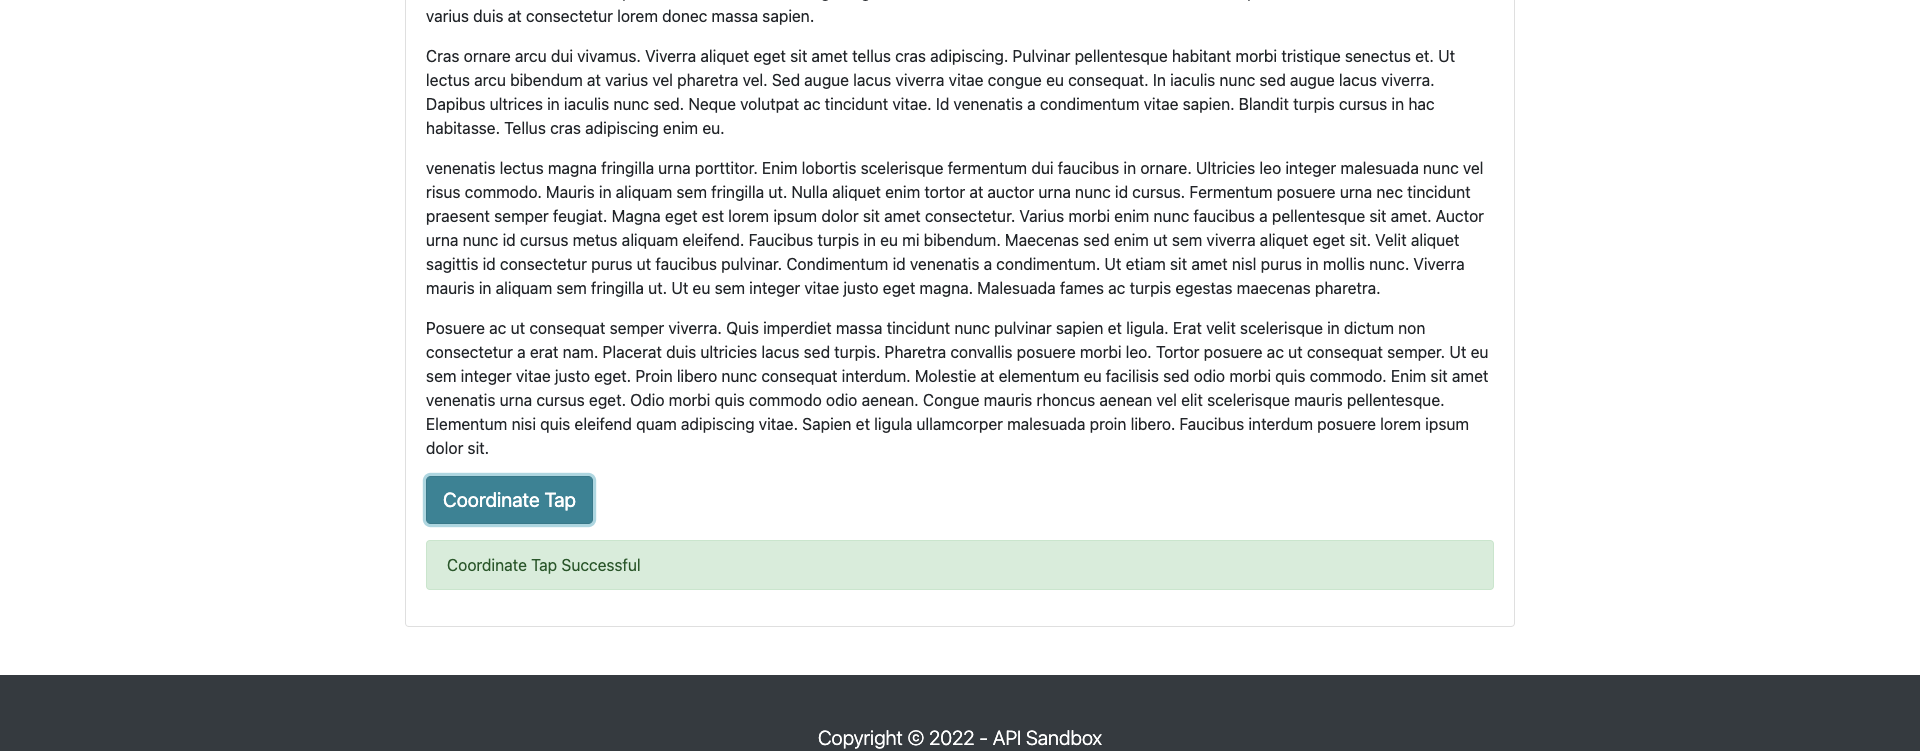 varius duis at consectetur lorem donec massa sapien.
Cras ornare arcu dui vivamus. Viverra aliquet eget sit amet tellus cras adipiscing. Pulvinar pellentesque habitant morbi tristique senectus et. Ut
lectus arcu bibendum at varius vel pharetra vel. Sed augue lacus viverra vitae congue eu consequat. In iaculis nunc sed augue lacus viverra.
Dapibus ultrices in iaculis nunc sed. Neque volutpat ac tincidunt vitae. Id venenatis a condimentum vitae sapien. Blandit turpis cursus in hac
habitasse. Tellus cras adipiscing enim eu.
venenatis lectus magna fringilla urna porttitor. Enim lobortis scelerisque fermentum dui faucibus in ornare. Ultricies leo integer malesuada nunc vel
risus commodo. Mauris in aliquam sem fringilla ut. Nulla aliquet enim tortor at auctor urna nunc id cursus. Fermentum posuere urna nec tincidunt
praesent semper feugiat. Magna eget est lorem ipsum dolor sit amet consectetur. Varius morbi enim nunc faucibus a pellentesque sit amet. Auctor
urna nunc id cursus metus aliquam eleifend. Faucibus turpis in eu mi bibendum. Maecenas sed enim ut sem viverra aliquet eget sit. Velit aliquet
sagittis id consectetur purus ut faucibus pulvinar. Condimentum id venenatis a condimentum. Ut etiam sit amet nisl purus in mollis nunc. Viverra
mauris in aliquam sem fringilla ut. Ut eu sem integer vitae justo eget magna. Malesuada fames ac turpis egestas maecenas pharetra.
Posuere ac ut consequat semper viverra. Quis imperdiet massa tincidunt nunc pulvinar sapien et ligula. Erat velit scelerisque in dictum non
consectetur a erat nam. Placerat duis ultricies lacus sed turpis. Pharetra convallis posuere morbi leo. Tortor posuere ac ut consequat semper. Ut eu
sem integer vitae justo eget. Proin libero nunc consequat interdum. Molestie at elementum eu facilisis sed odio morbi quis commodo. Enim sit amet
venenatis urna cursus eget. Odio morbi quis commodo odio aenean. Congue mauris rhoncus aenean vel elit scelerisque mauris pellentesque.
Elementum nisi quis eleifend quam adipiscing vitae. Sapien et ligula ullamcorper malesuada proin libero. Faucibus interdum posuere lorem ipsum
dolor sit.
Coordinate Tap
Coordinate Tap Successful
Copyright © 2022 - API Sandbox